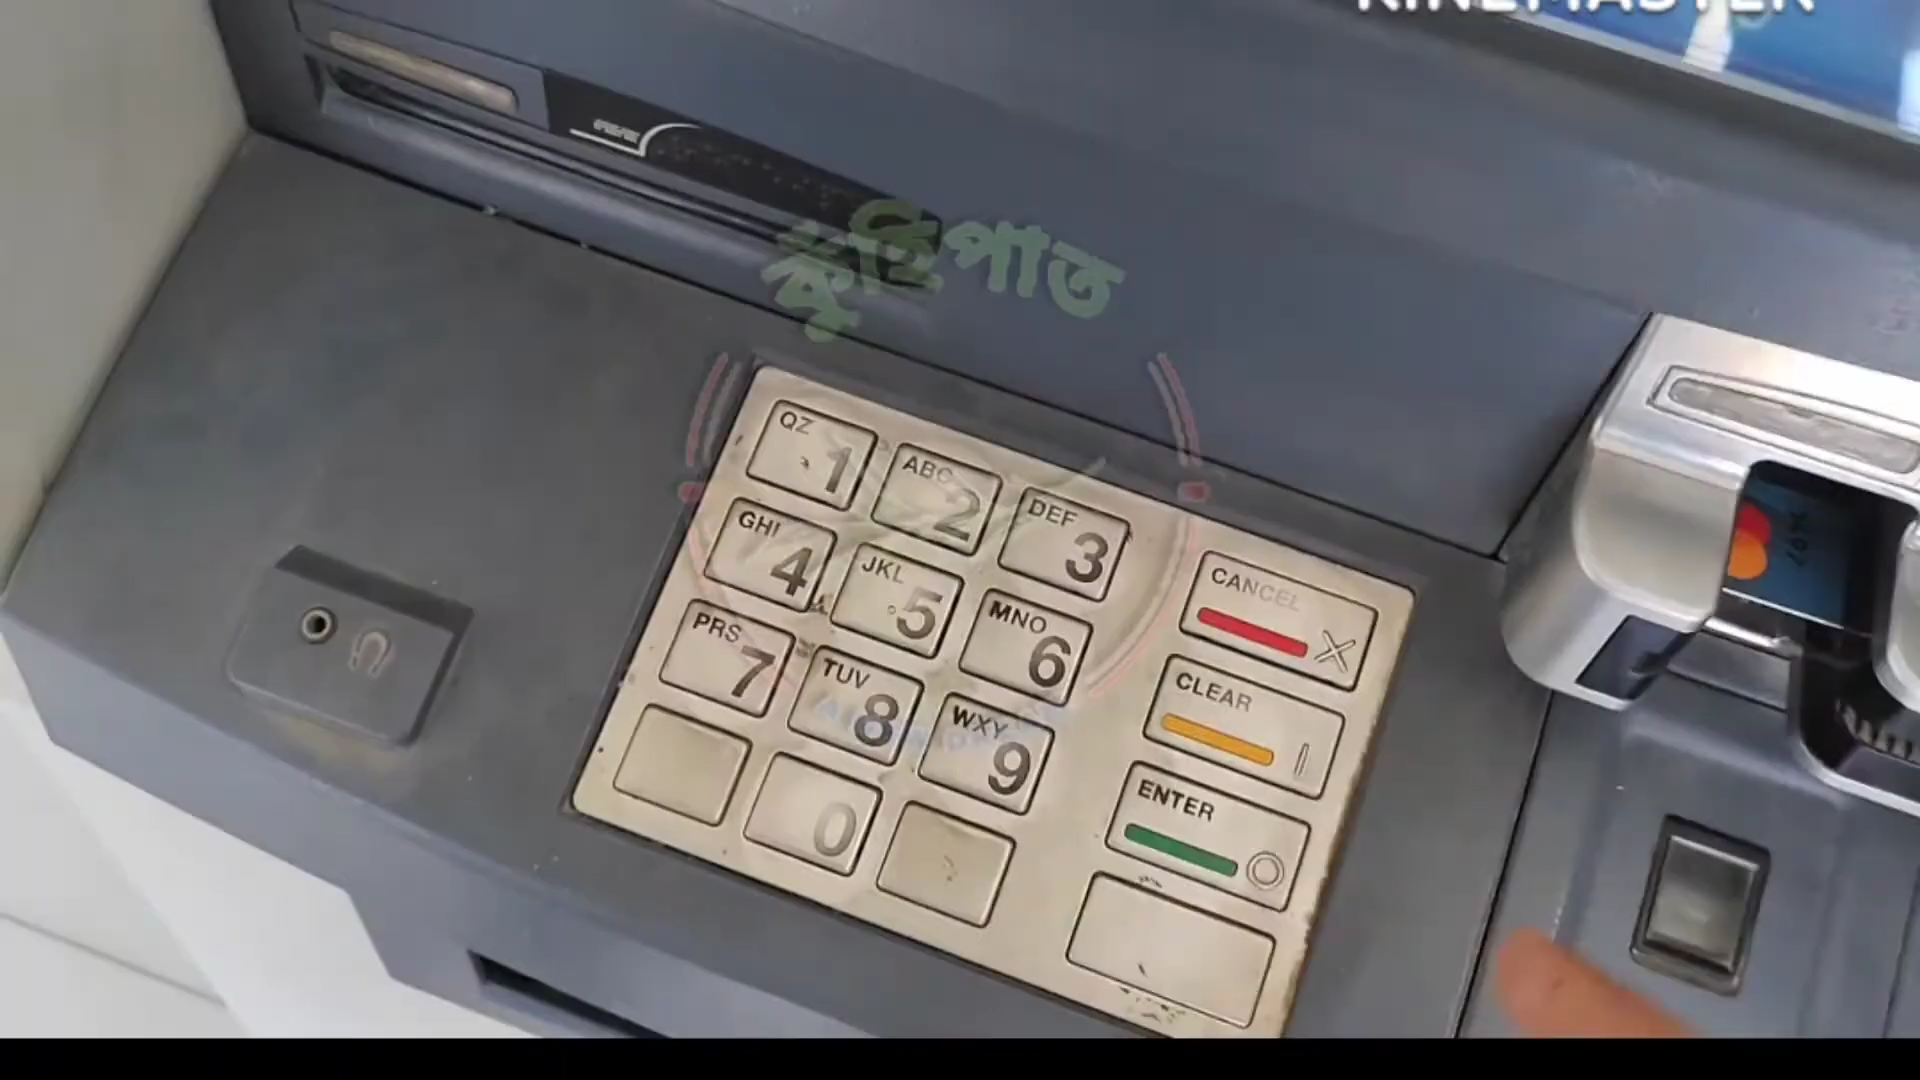 KINEMASTER
কুঁহিপাত
QZ 1
ABC 2
DEF 3
GHI 4
JKL 5
MNO 6
PRS 7
TUV 8
WXY 9
0
CANCEL
CLEAR
ENTER